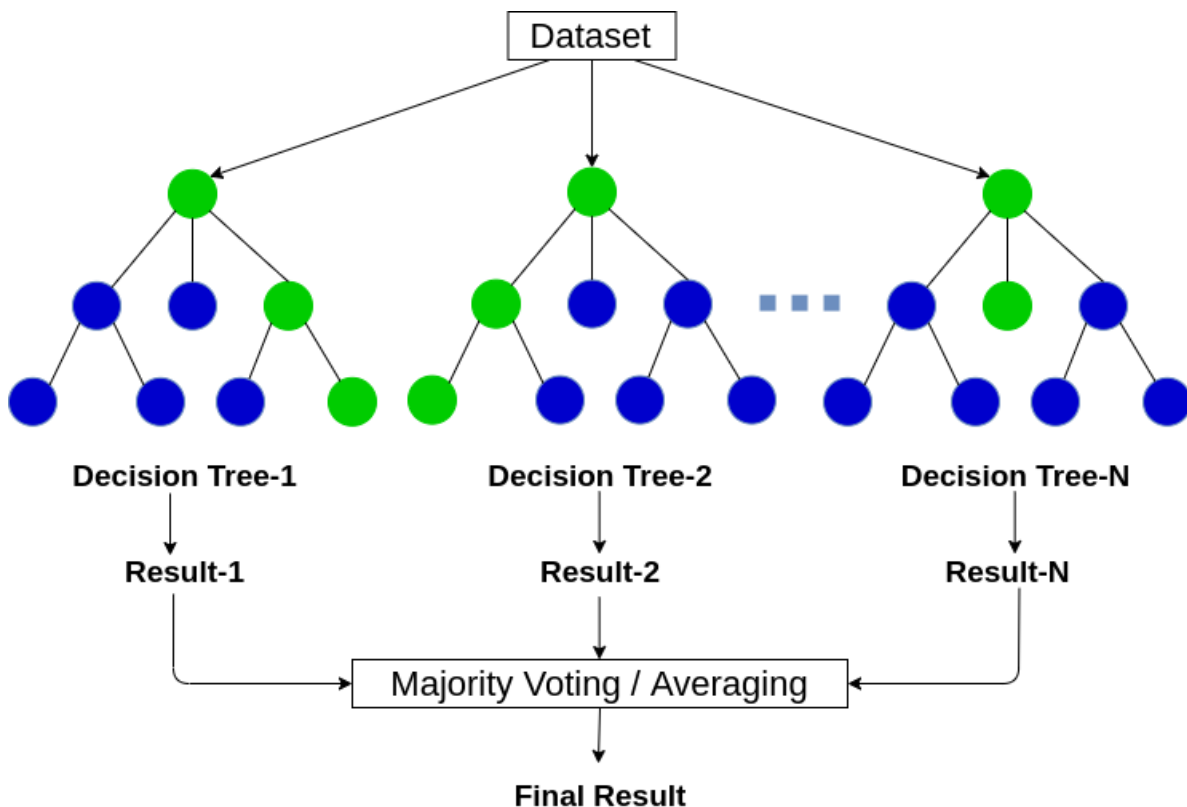 Dataset
Decision Tree-1
Decision Tree-2
Decision Tree-N
Result-1
Result-2
Result-N
Majority Voting / Averaging
Final Result